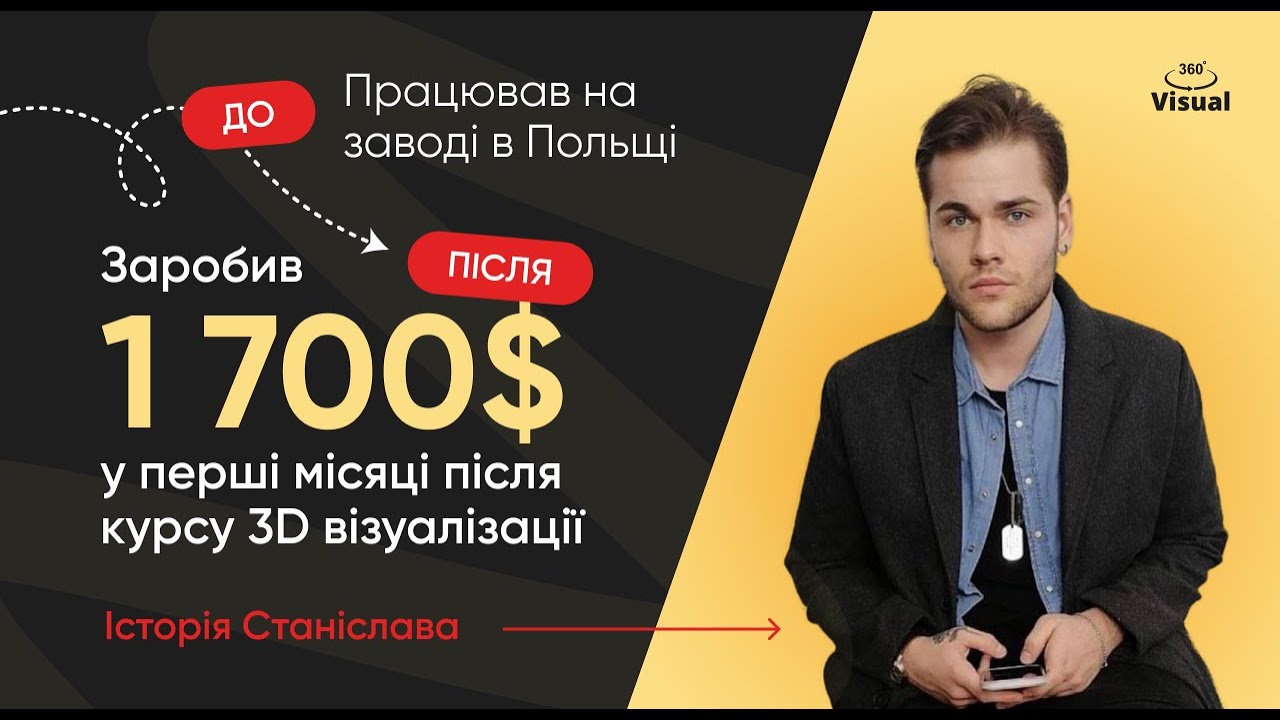 ДО
Працював на
заводі в Польщі
ПІСЛЯ
Заробив
1 700$
у перші місяці після
курсу 3D візуалізації
Історія Станіслава
360°
Visual